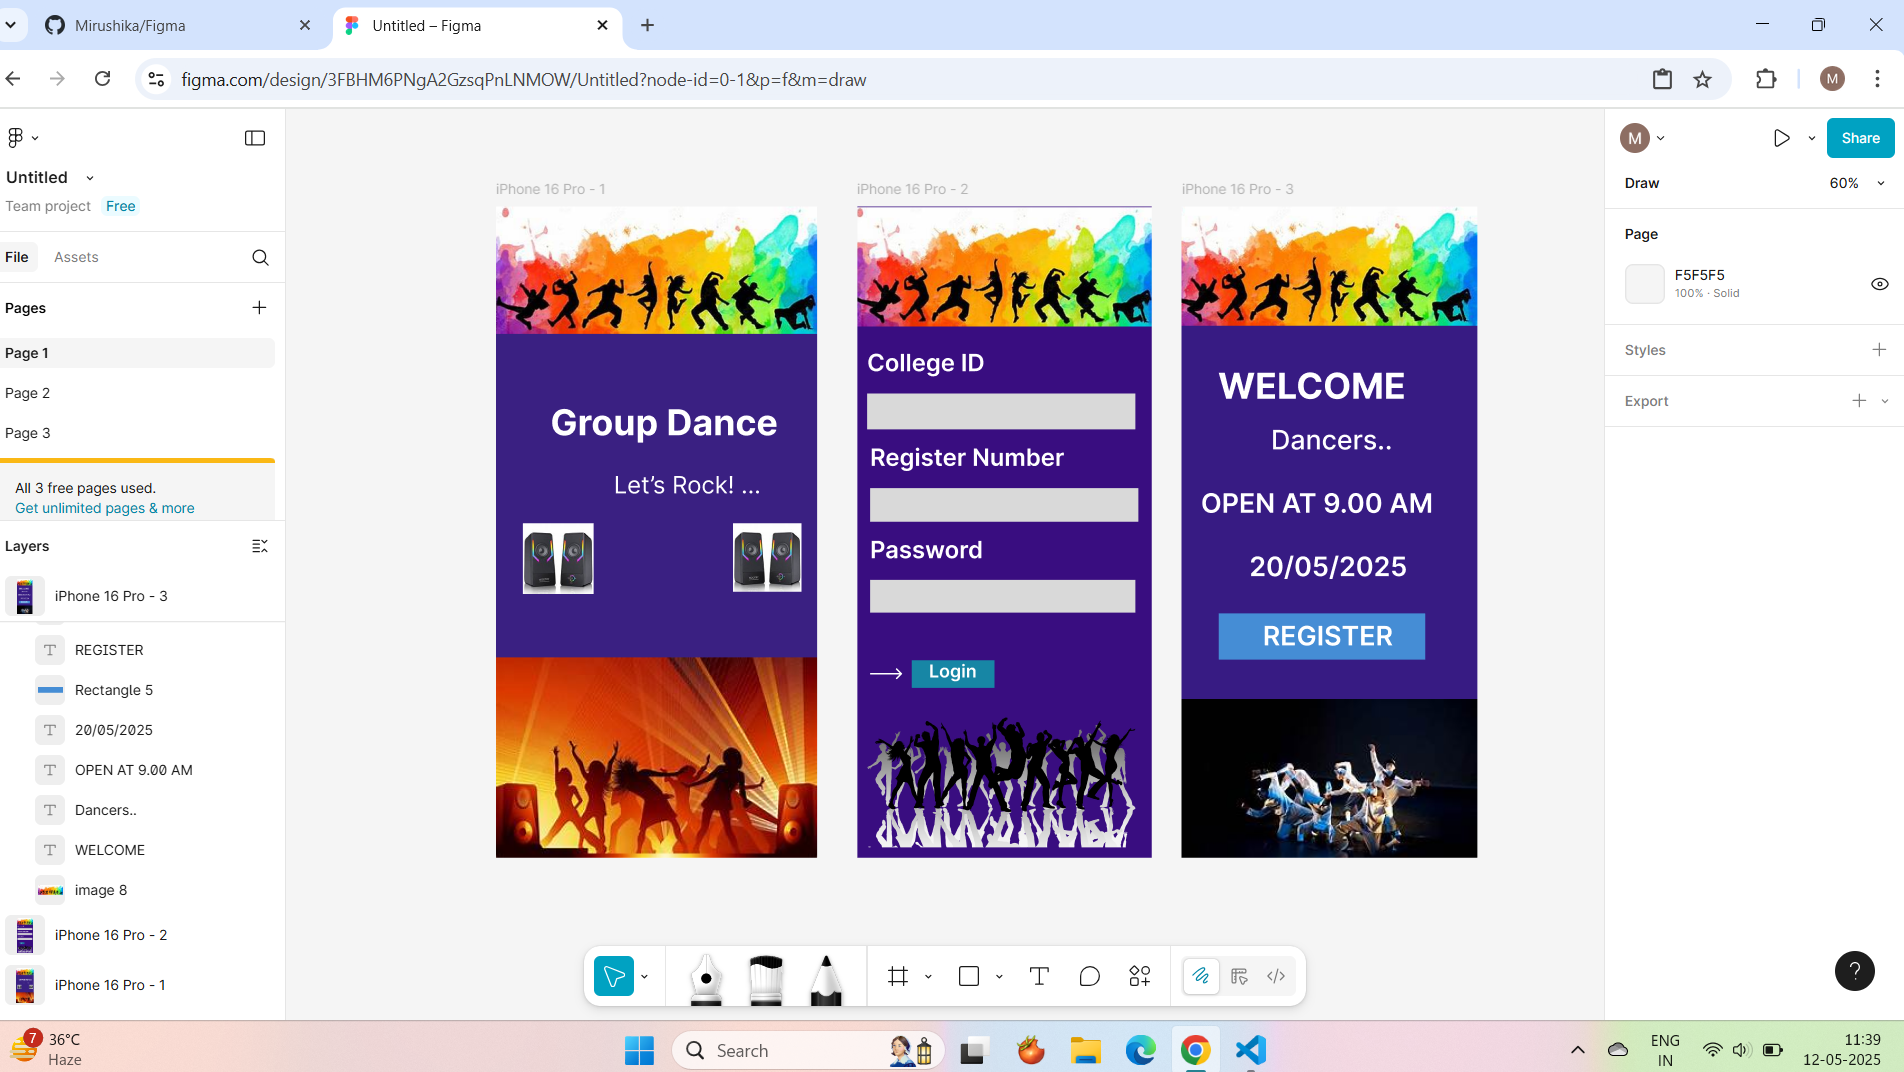 Mirushika/Figma
Untitled – Figma
figma.com/design/3FBHM6PNgA2GzsqPnLNMOW/Untitled?node-id=0-1&p=f&m=draw
M
Untitled
Team project Free
File Assets
Pages
Page 1
Page 2
Page 3
All 3 free pages used.
Get unlimited pages & more
Layers
iPhone 16 Pro - 3
REGISTER
Rectangle 5
20/05/2025
OPEN AT 9.00 AM
Dancers..
WELCOME
image 8
iPhone 16 Pro - 2
iPhone 16 Pro - 1
iPhone 16 Pro - 1
Group Dance
Let’s Rock! ...
iPhone 16 Pro - 2
College ID
Register Number
Password
Login
iPhone 16 Pro - 3
WELCOME
Dancers..
OPEN AT 9.00 AM
20/05/2025
REGISTER
M
Share
Draw 60%
Page
F5F5F5
100% · Solid
Styles
Export
?
7
36°C
Haze
Search
ENG
IN
11:39
12-05-2025